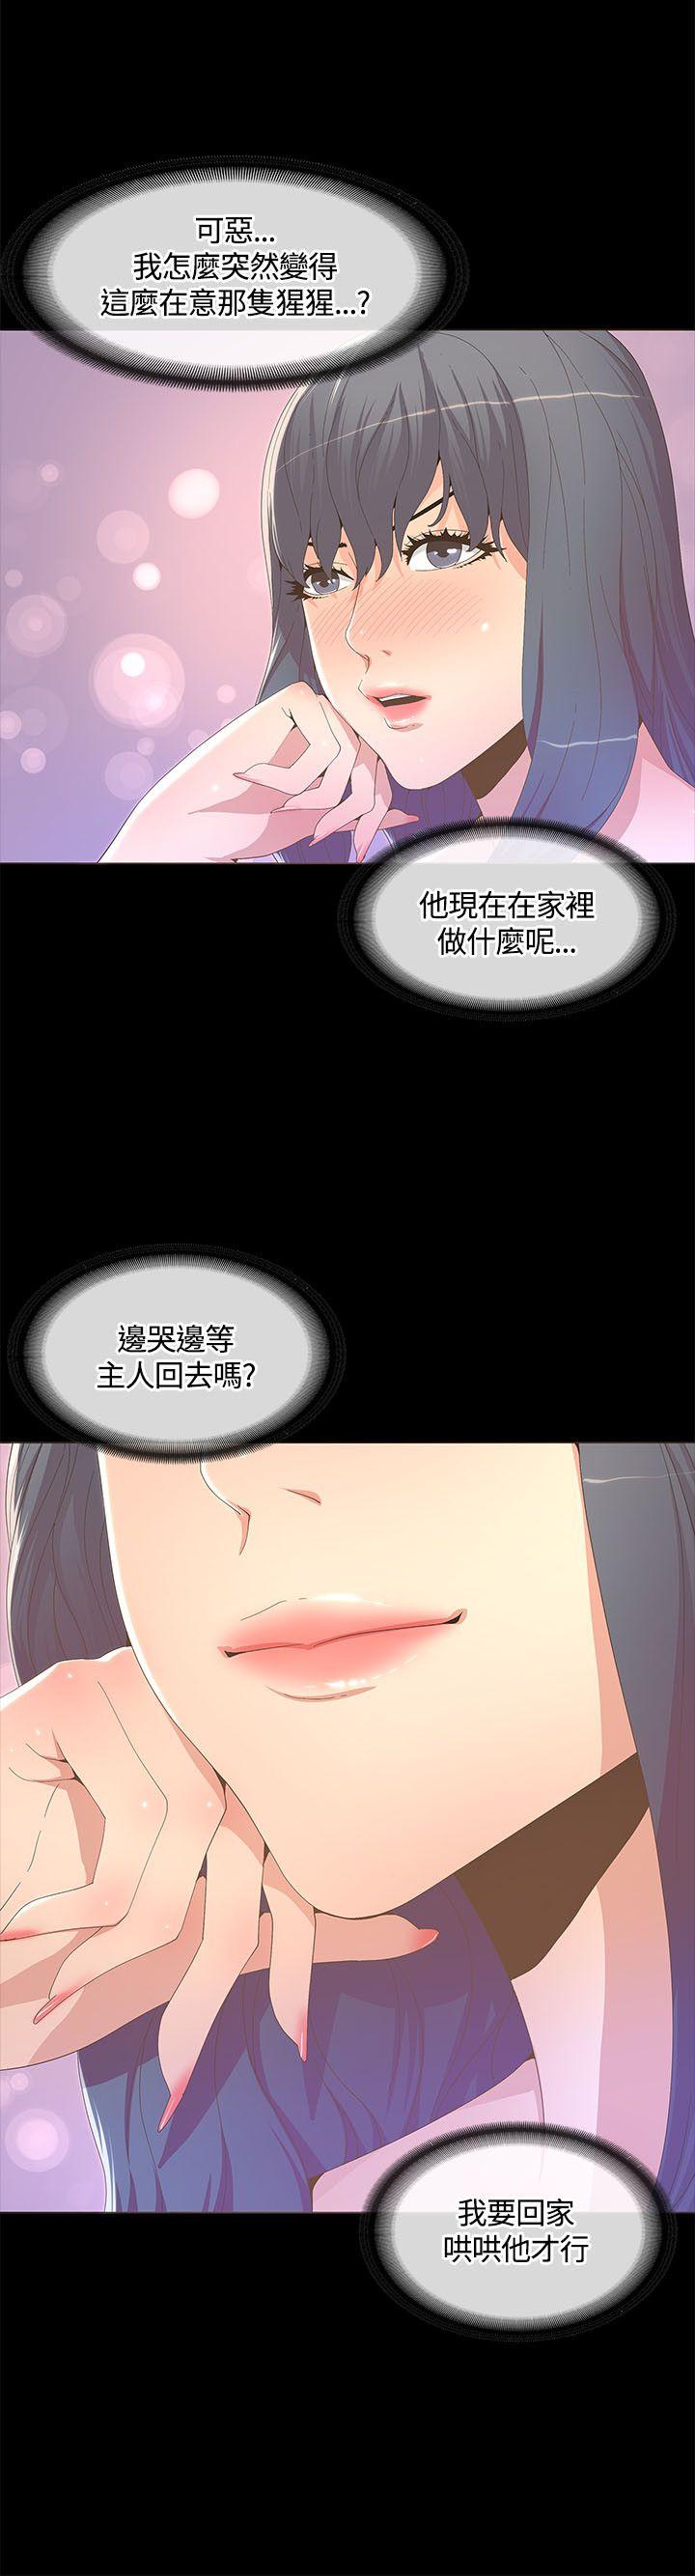 可惡...
我怎麼突然變得
這麼在意那隻猩猩...?
他現在在家裡
做什麼呢...
邊哭邊等
主人回去嗎?
我要回家
哄哄他才行